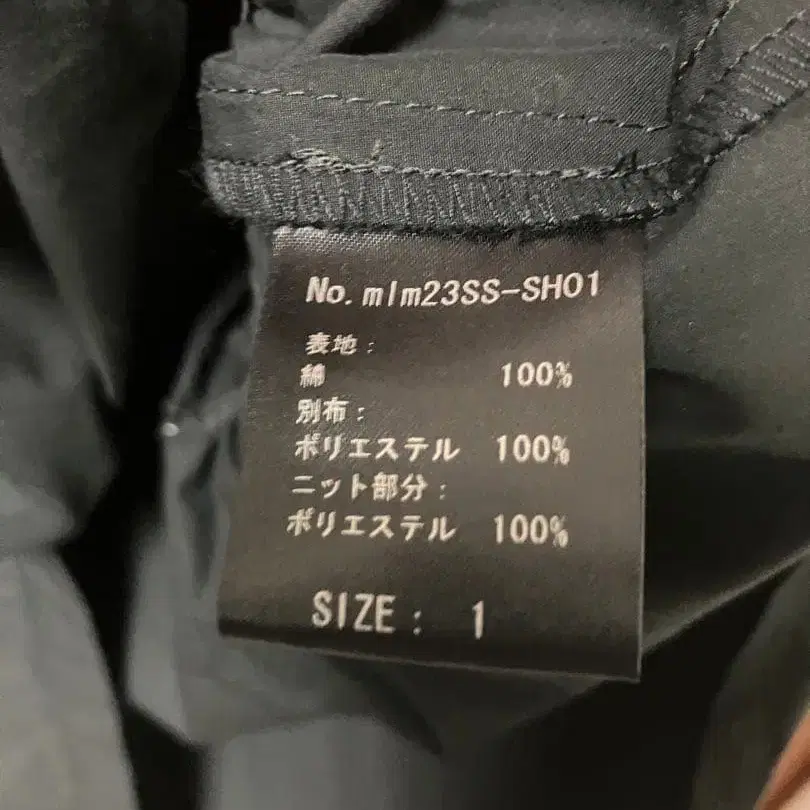 No. mlm23SS-SH01
表地：
綿 100%
別布：
ポリエステル 100%
ニット部分：
ポリエステル 100%
SIZE： 1